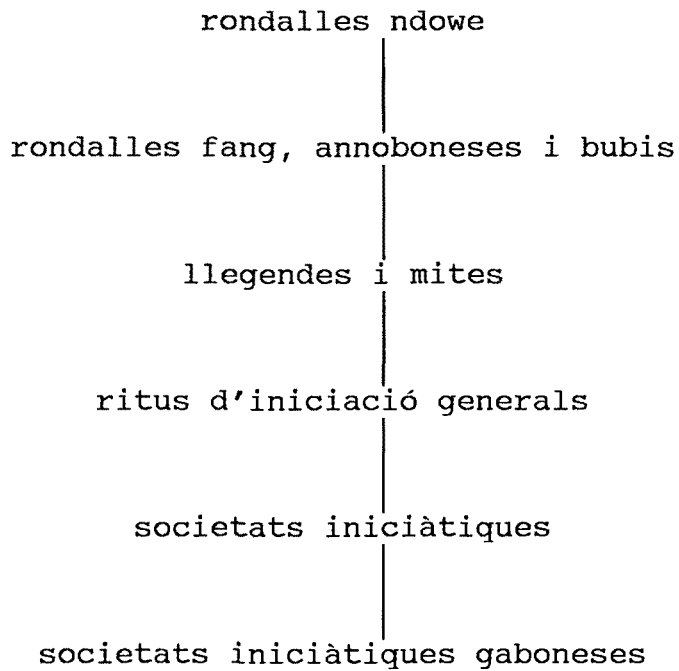 rondalles ndowe
rondalles fang, annoboneses i bubis
llegendes i mites
ritus d'iniciació generals
societats iniciàtiques
societats iniciàtiques gaboneses